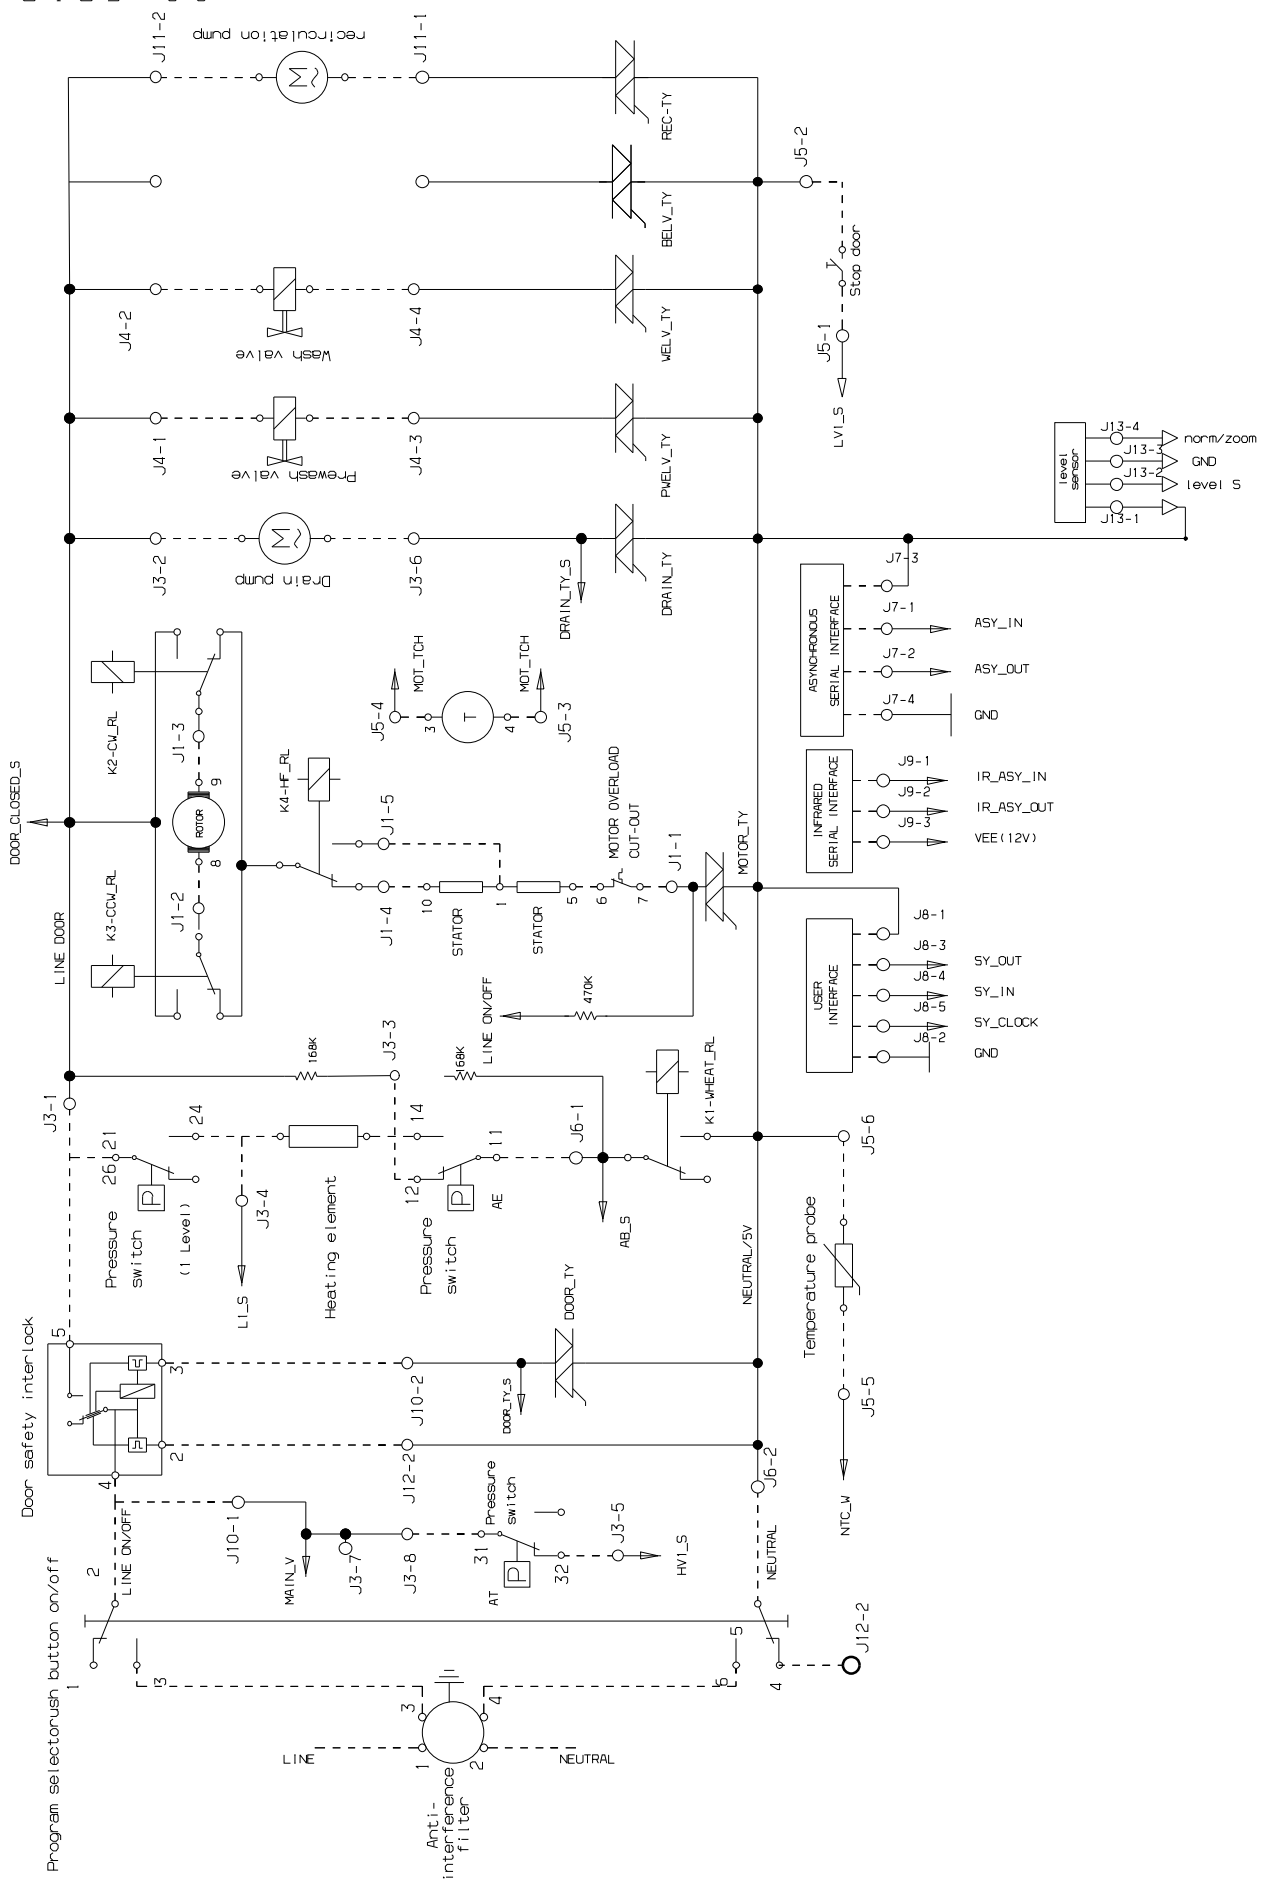 J11-2
recirculation pump
J11-1
REC-TY
BELV_TY
J5-2
Stop door
J5-1
LV1_S
J4-2
Wash valve
J4-4
WELV_TY
J4-1
Prewash valve
J4-3
PWELV_TY
J3-2
Drain pump
J3-6
DRAIN_TY_S
DRAIN_TY
level
sensor
J13-4
norm/zoom
J13-3
GND
J13-2
level S
J13-1
ASYNCHRONOUS
SERIAL INTERFACE
J7-3
J7-1
ASY_IN
J7-2
ASY_OUT
J7-4
GND
INFRARED
SERIAL INTERFACE
J9-1
IR_ASY_IN
J9-2
IR_ASY_OUT
J9-3
VEE(12V)
USER
INTERFACE
J8-1
J8-3
SY_OUT
J8-4
SY_IN
J8-5
SY_CLOCK
J8-2
GND
DOOR_CLOSED_S
LINE DOOR
K2-CW_RL
J1-3
9
ROTOR
8
J1-2
K3-CCW_RL
MOT_TCH
J5-4
3
T
4
J5-3
MOT_TCH
K4-HF_RL
J1-5
J1-4
10
STATOR
1
STATOR
5
6
7
MOTOR OVERLOAD
CUT-OUT
J1-1
MOTOR_TY
470K
LINE ON/OFF
168K
J3-3
168K
J3-1
24
26
21
P
Pressure
switch
(1 Level)
J3-4
L1_S
Heating element
14
12
11
P
AE
Pressure
switch
J6-1
AB_S
K1-WHEAT_RL
NEUTRAL/5V
J5-6
Temperature probe
J5-5
NTC_W
Door safety interlock
5
3
2
4
J10-2
DOOR_TY_S
DOOR_TY
J12-2
J6-2
NEUTRAL
2
LINE ON/OFF
J10-1
MAIN_V
J3-7
J3-8
31
Pressure
switch
P
AT
32
J3-5
HV1_S
Program selectorush button on/off
1
3
6
5
4
J12-2
3
4
1
2
LINE
NEUTRAL
Anti-
interference
filter